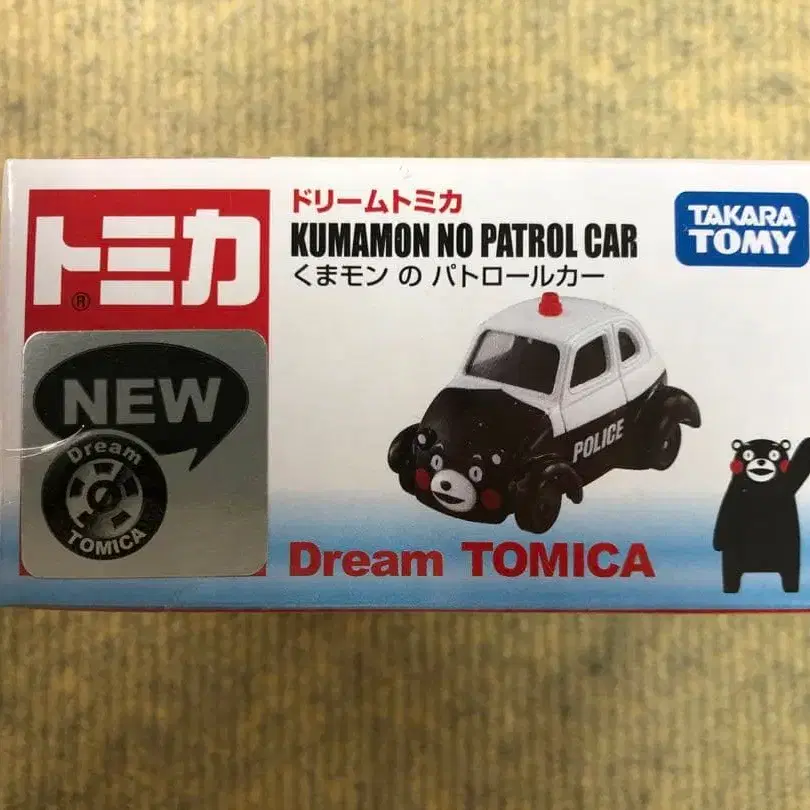 トミカ
®
ドリームトミカ
KUMAMON NO PATROL CAR
くまモン の パトロールカー
TAKARA
TOMY
NEW
Dream
TOMICA
POLICE
Dream TOMICA